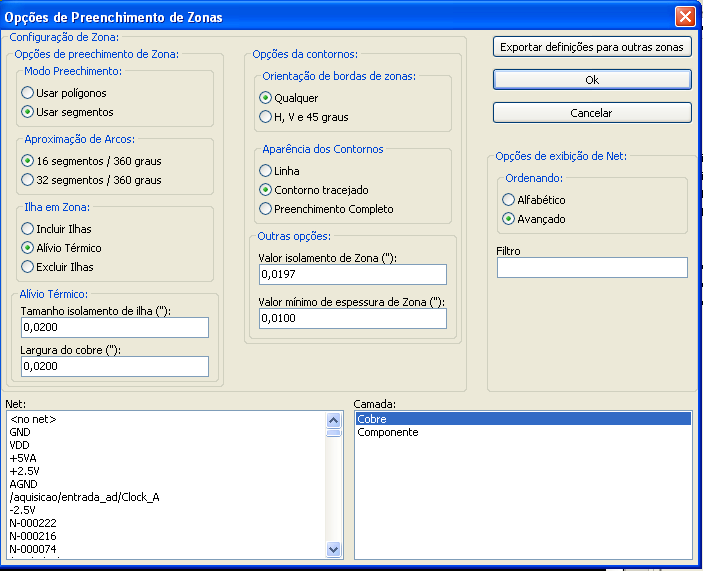 Opções de Preenchimento de Zonas
Configuração de Zona:
Opções de preechimento de Zona:
Modo Preechimento:
Usar polígonos
Usar segmentos
Aproximação de Arcos:
16 segmentos / 360 graus
32 segmentos / 360 graus
Ilha em Zona:
Incluir Ilhas
Alívio Térmico
Excluir Ilhas
Alívio Térmico:
Tamanho isolamento de ilha ("):
0,0200
Largura do cobre ("):
0,0200
Opções da contornos:
Orientação de bordas de zonas:
Qualquer
H, V e 45 graus
Aparência dos Contornos
Linha
Contorno tracejado
Preenchimento Completo
Outras opções:
Valor isolamento de Zona ("):
0,0197
Valor mínimo de espessura de Zona ("):
0,0100
Exportar definições para outras zonas
Ok
Cancelar
Opções de exibição de Net:
Ordenando:
Alfabético
Avançado
Filtro
Net:
<no net>
GND
VDD
+5VA
+2.5V
AGND
/aquisicao/entrada_ad/Clock_A
-2.5V
N-000222
N-000216
N-000074
Camada:
Cobre
Componente